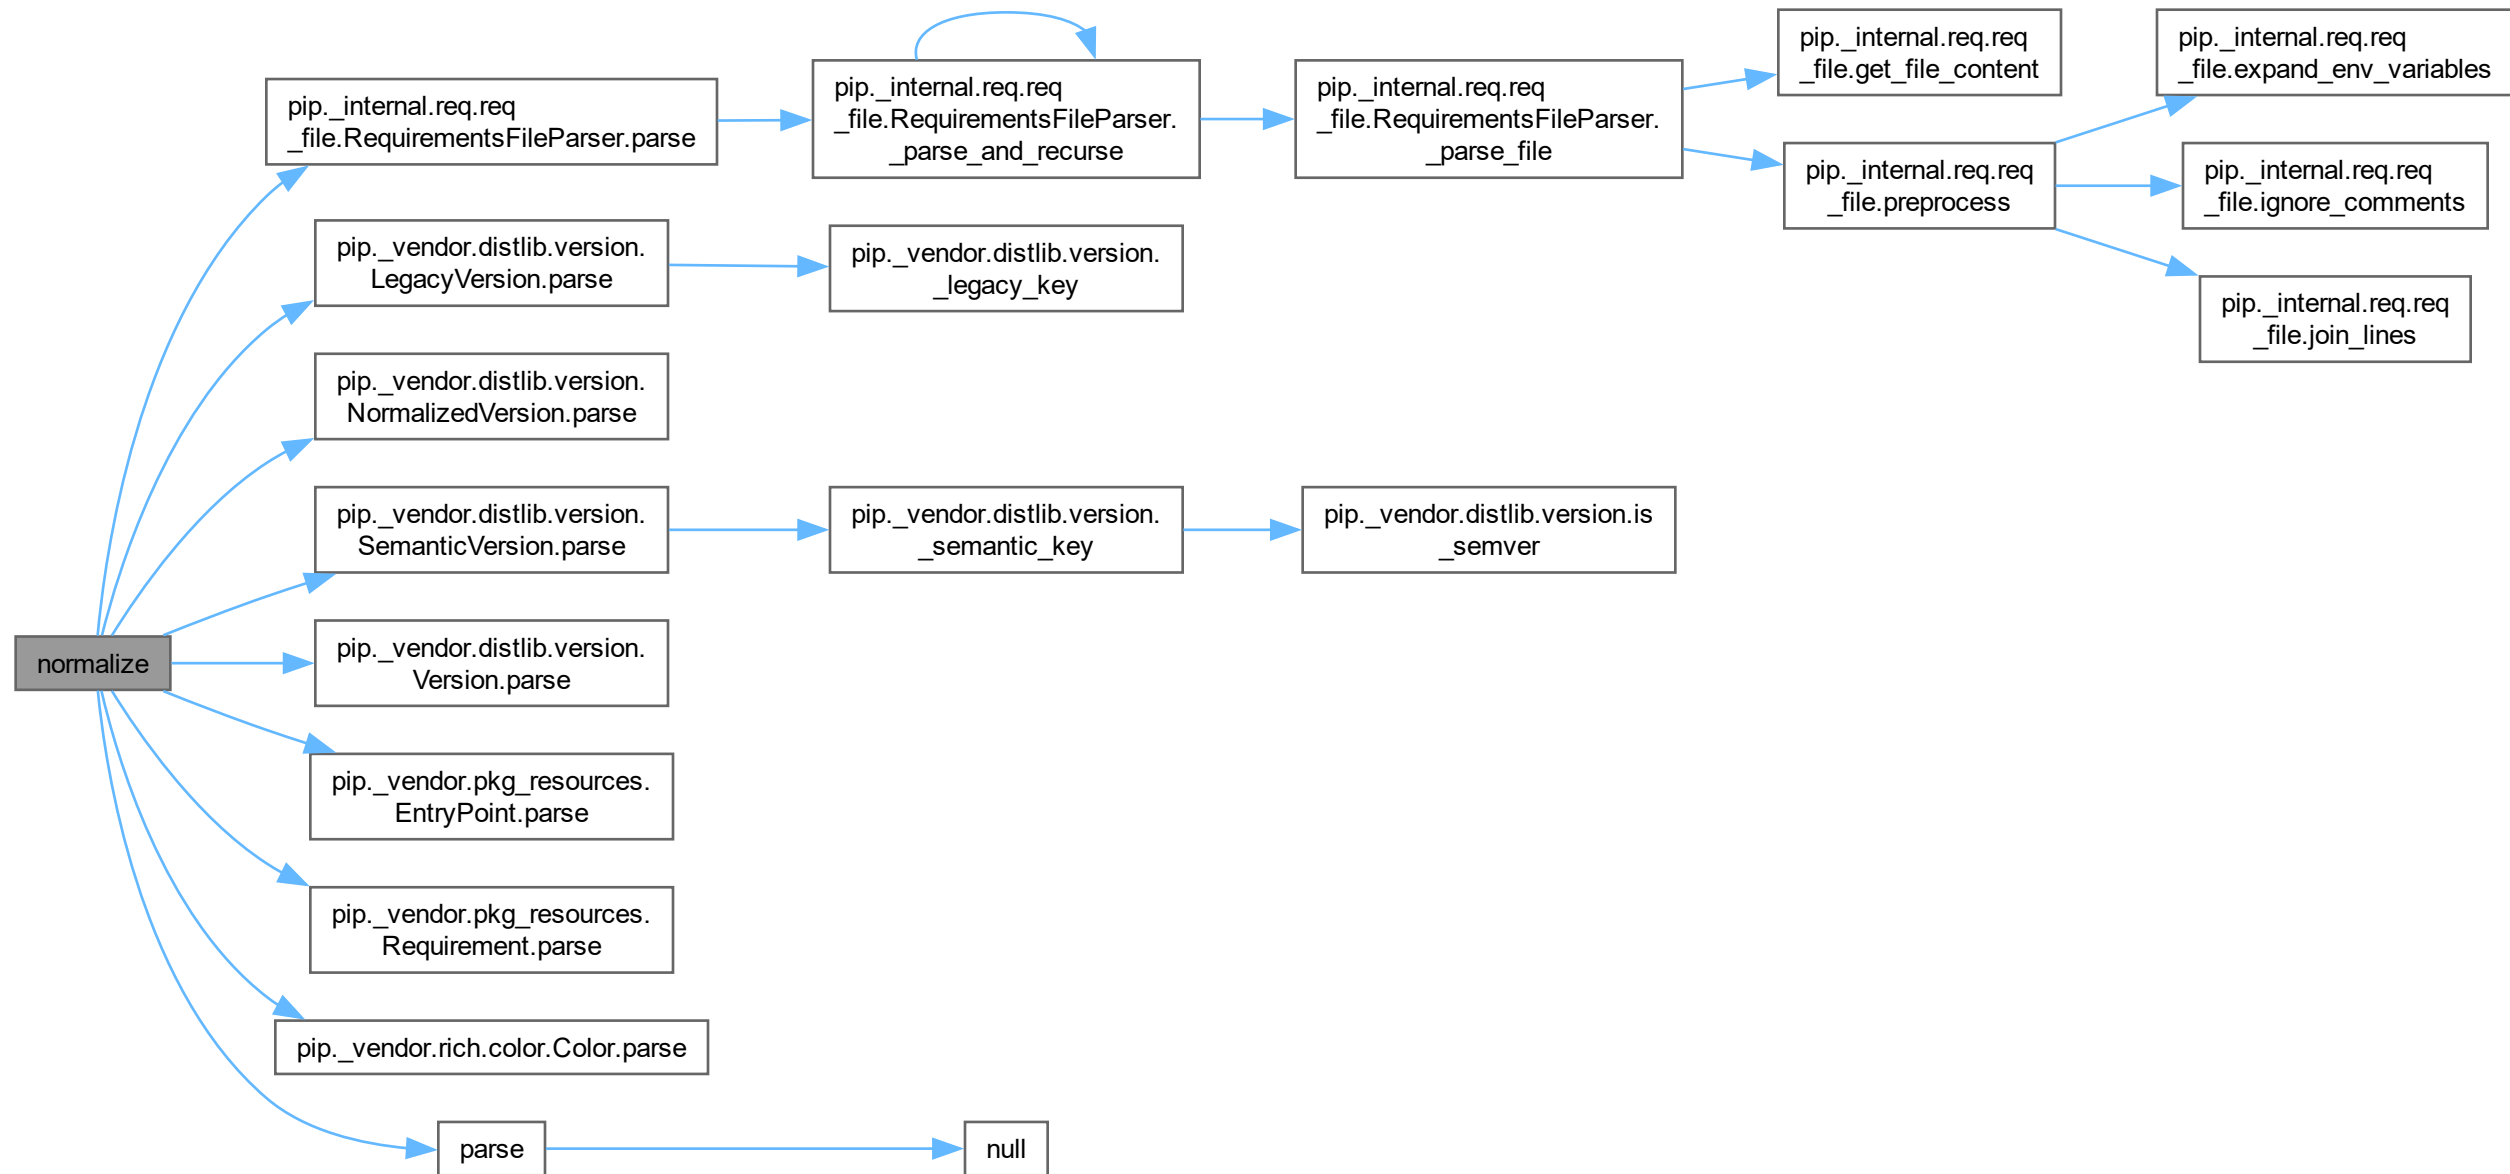 normalize
pip._internal.req.req
_file.RequirementsFileParser.parse
pip._internal.req.req
_file.RequirementsFileParser.
_parse_and_recurse
pip._internal.req.req
_file.RequirementsFileParser.
_parse_file
pip._internal.req.req
_file.get_file_content
pip._internal.req.req
_file.preprocess
pip._internal.req.req
_file.expand_env_variables
pip._internal.req.req
_file.ignore_comments
pip._internal.req.req
_file.join_lines
pip._vendor.distlib.version.
LegacyVersion.parse
pip._vendor.distlib.version.
_legacy_key
pip._vendor.distlib.version.
NormalizedVersion.parse
pip._vendor.distlib.version.
SemanticVersion.parse
pip._vendor.distlib.version.
_semantic_key
pip._vendor.distlib.version.is
_semver
pip._vendor.distlib.version.
Version.parse
pip._vendor.pkg_resources.
EntryPoint.parse
pip._vendor.pkg_resources.
Requirement.parse
pip._vendor.rich.color.Color.parse
parse
null